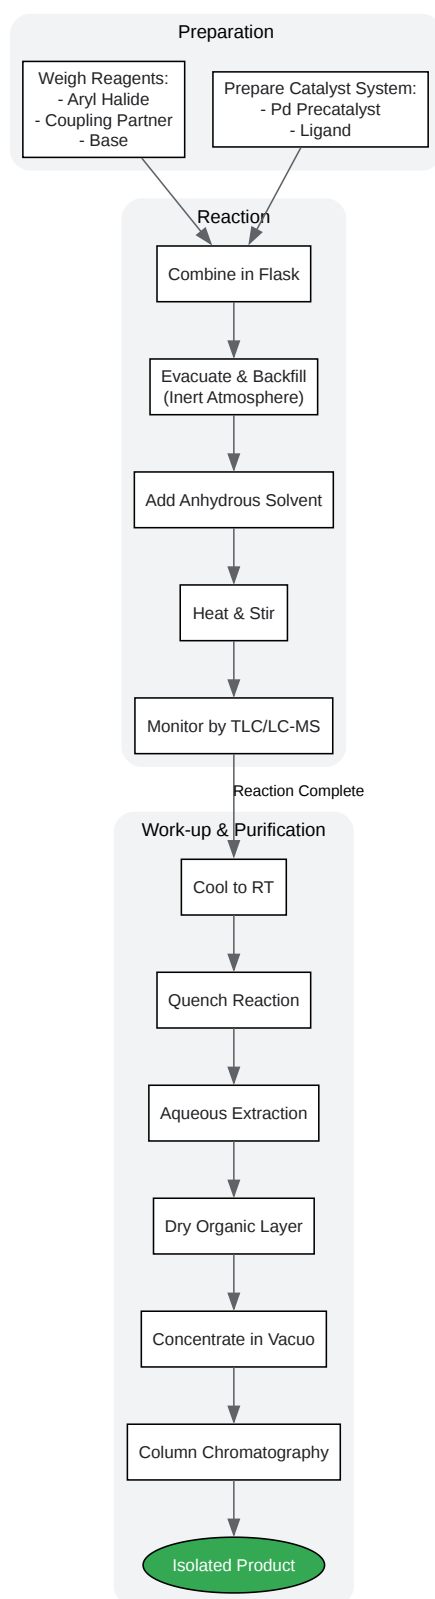 Preparation
Weigh Reagents:
- Aryl Halide
- Coupling Partner
- Base
Prepare Catalyst System:
- Pd Precatalyst
- Ligand
Reaction
Combine in Flask
Evacuate & Backfill
(Inert Atmosphere)
Add Anhydrous Solvent
Heat & Stir
Monitor by TLC/LC-MS
Reaction Complete
Work-up & Purification
Cool to RT
Quench Reaction
Aqueous Extraction
Dry Organic Layer
Concentrate in Vacuo
Column Chromatography
Isolated Product